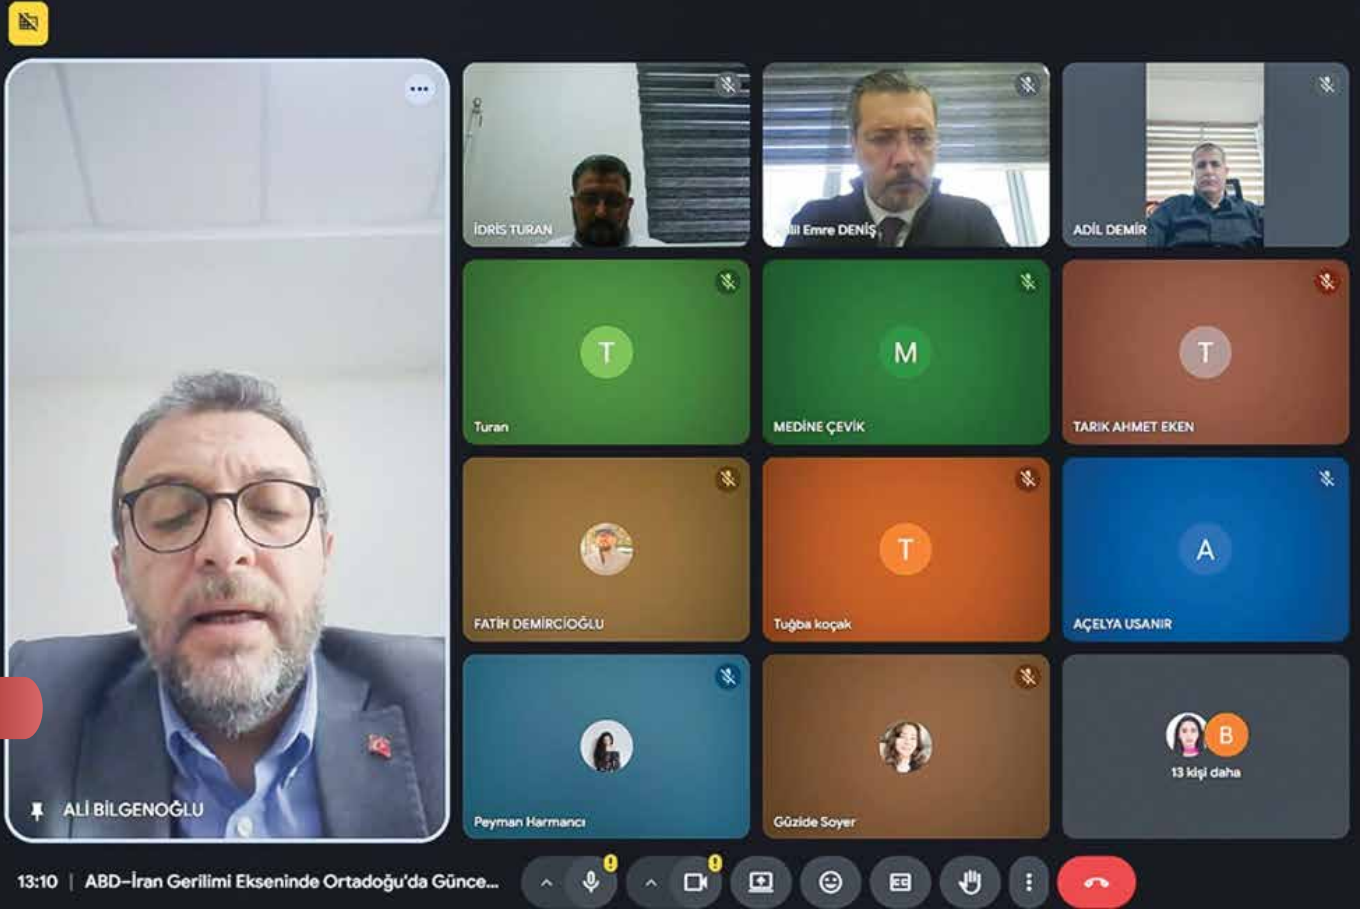 İDRİS TURAN
Emre DENİŞ
ADİL DEMİR
T
Turan
M
MEDİNE ÇEVİK
T
TARIK AHMET EKEN
FATİH DEMİRCİOĞLU
T
Tuğba koçak
A
AÇELYA USANIR
Peyman Harmancı
Güzide Soyer
B
13 kişi daha
ALİ BİLGENOĞLU
13:10 | ABD–İran Gerilimi Ekseninde Ortadoğu'da Günce...
CC